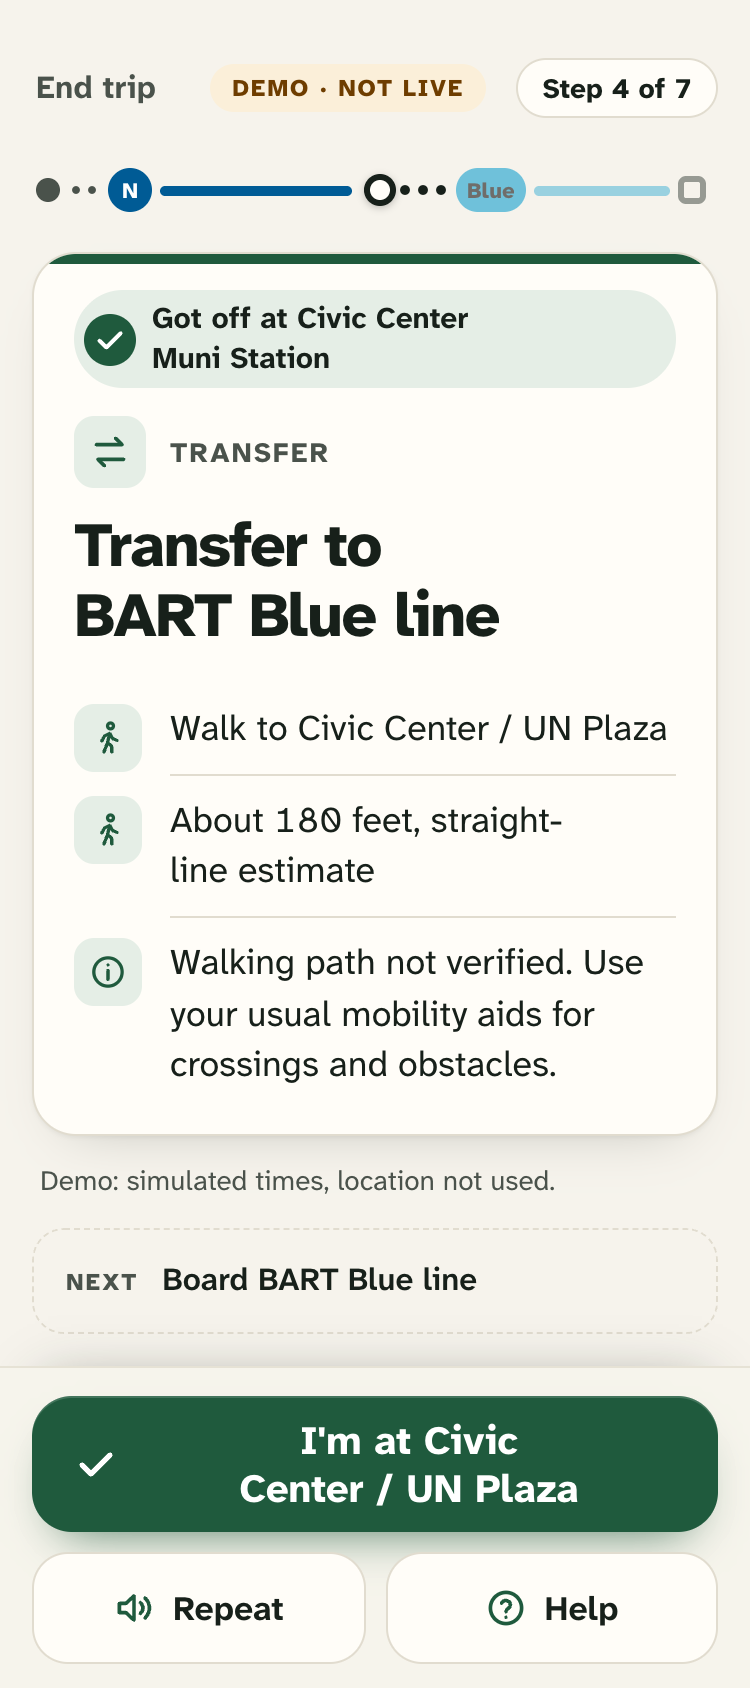 End trip
DEMO · NOT LIVE
Step 4 of 7
N
Blue
Got off at Civic Center
Muni Station
TRANSFER
Transfer to
BART Blue line
Walk to Civic Center / UN Plaza
About 180 feet, straight-
line estimate
Walking path not verified. Use
your usual mobility aids for
crossings and obstacles.
Demo: simulated times, location not used.
NEXT Board BART Blue line
I'm at Civic
Center / UN Plaza
Repeat
Help